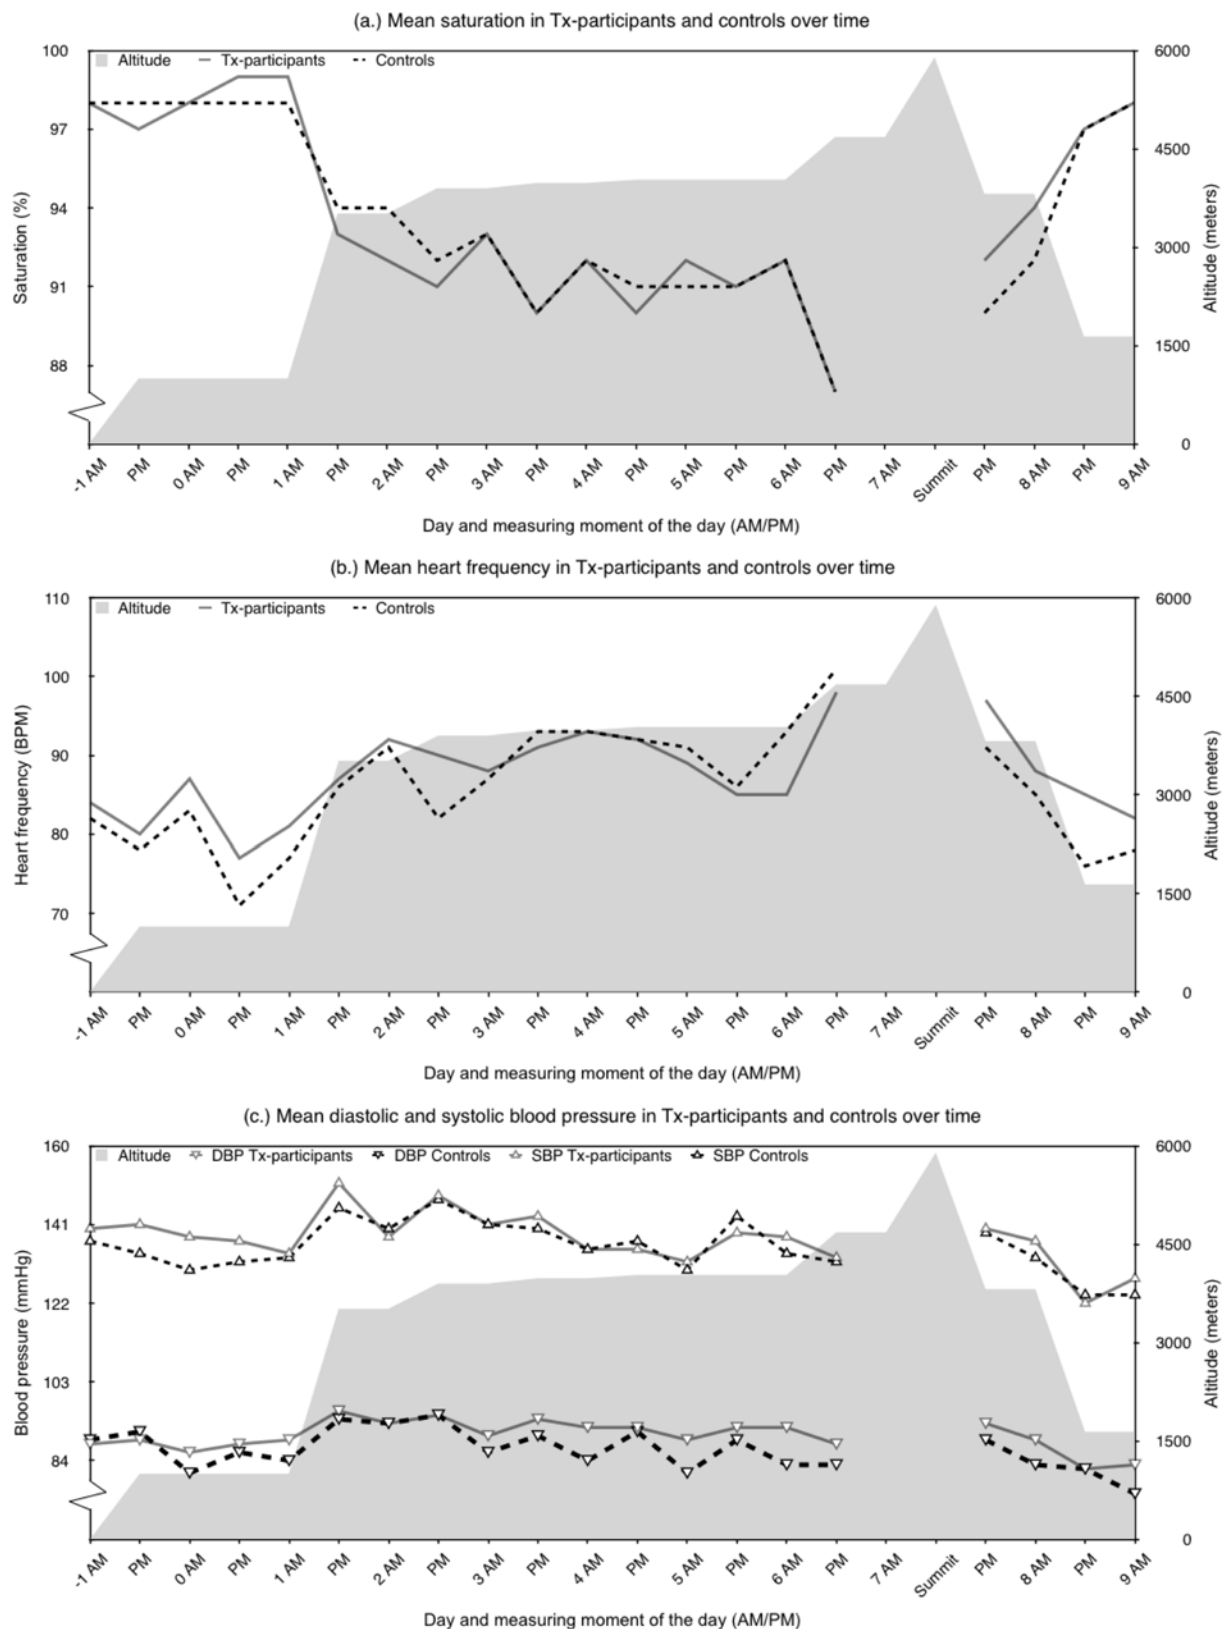 (a.) Mean saturation in Tx-participants and controls over time
Altitude Tx-participants Controls
Saturation (%)
100
97
94
91
88
6000
4500
3000
1500
0
Altitude (meters)
-1 AM PM 0 AM PM 1 AM PM 2 AM PM 3 AM PM 4 AM PM 5 AM PM 6 AM PM 7 AM Summit PM 8 AM PM 9 AM
Day and measuring moment of the day (AM/PM)
(b.) Mean heart frequency in Tx-participants and controls over time
Altitude Tx-participants Controls
Heart frequency (BPM)
110
100
90
80
70
6000
4500
3000
1500
0
Altitude (meters)
-1 AM PM 0 AM PM 1 AM PM 2 AM PM 3 AM PM 4 AM PM 5 AM PM 6 AM PM 7 AM Summit PM 8 AM PM 9 AM
Day and measuring moment of the day (AM/PM)
(c.) Mean diastolic and systolic blood pressure in Tx-participants and controls over time
Altitude DBP Tx-participants DBP Controls SBP Tx-participants SBP Controls
Blood pressure (mmHg)
160
141
122
103
84
6000
4500
3000
1500
0
Altitude (meters)
-1 AM PM 0 AM PM 1 AM PM 2 AM PM 3 AM PM 4 AM PM 5 AM PM 6 AM PM 7 AM Summit PM 8 AM PM 9 AM
Day and measuring moment of the day (AM/PM)